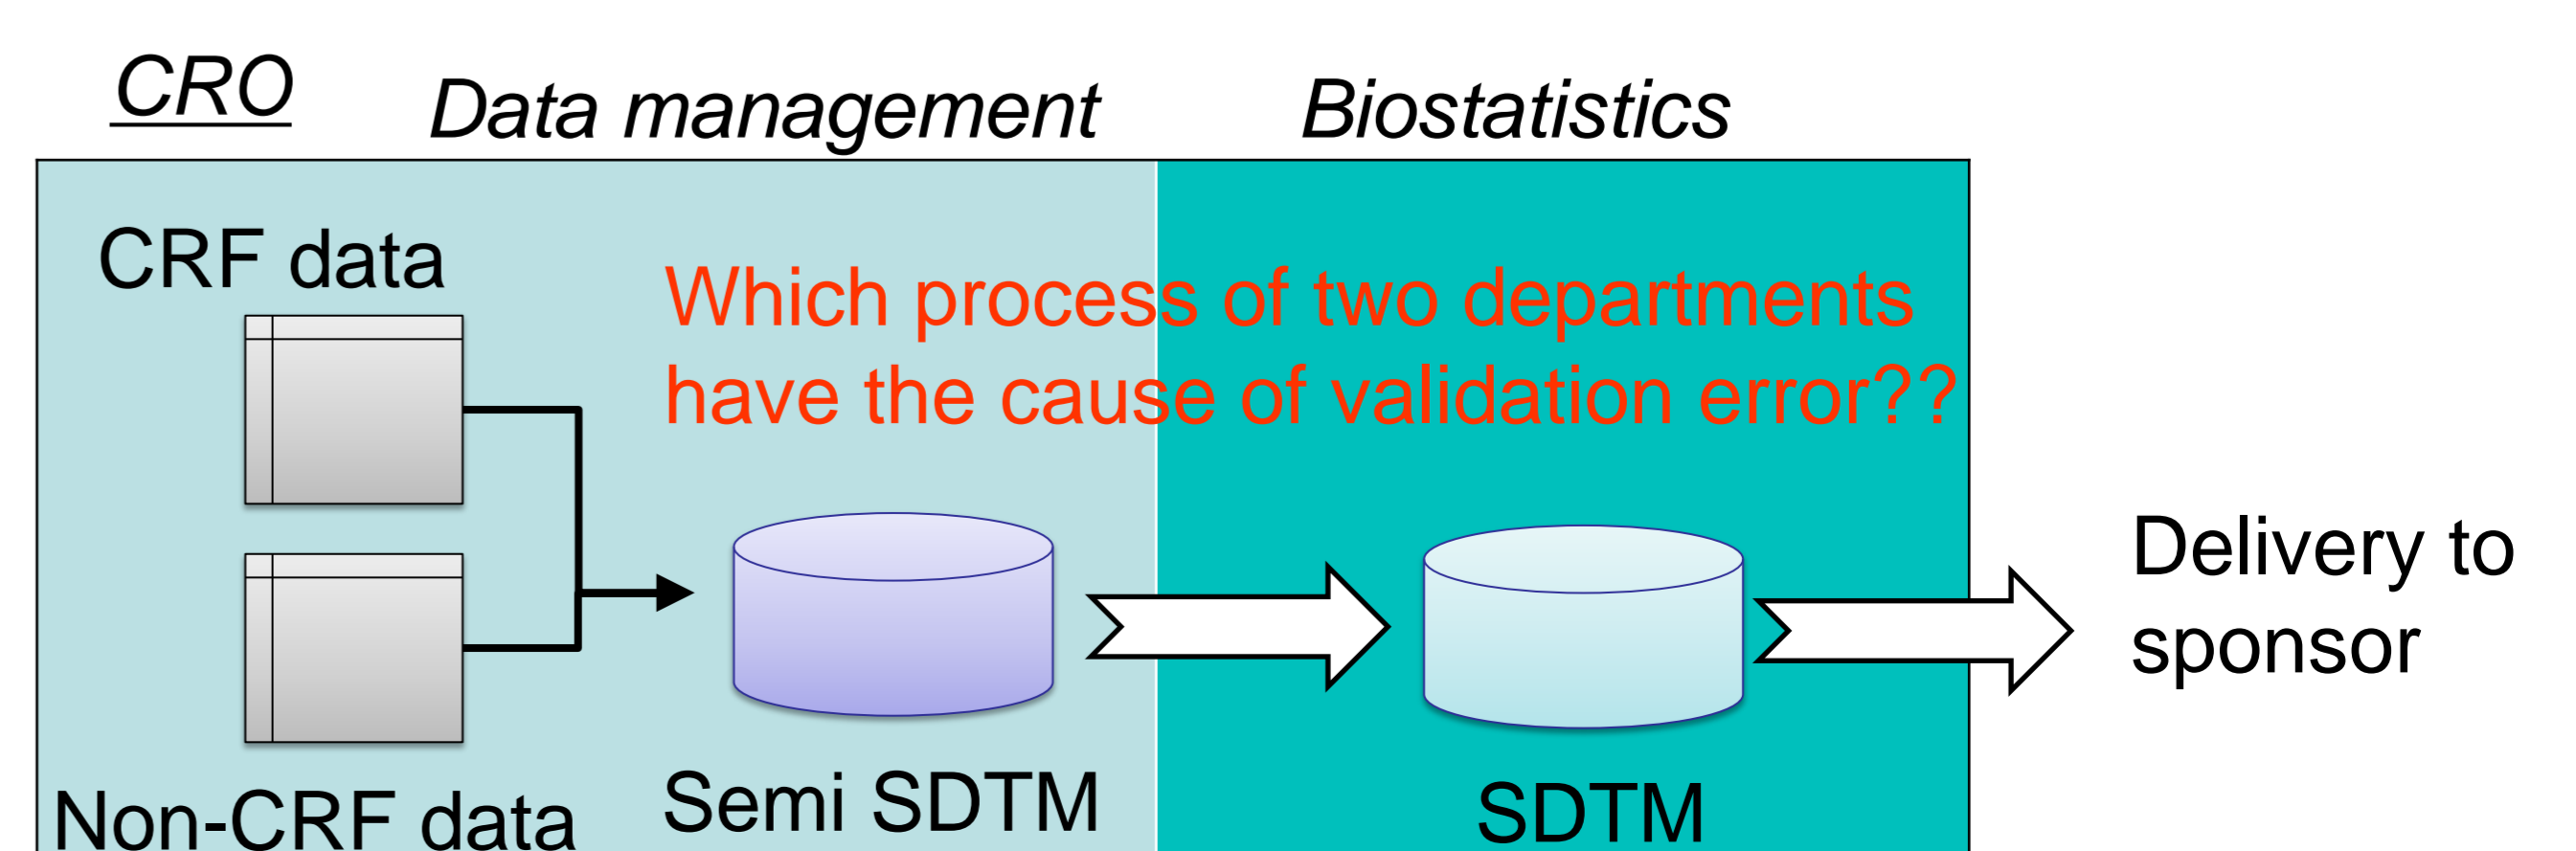 CRO
Data management
Biostatistics
CRF data
Which process of two departments
have the cause of validation error??
Delivery to
sponsor
Non-CRF data
Semi SDTM
SDTM